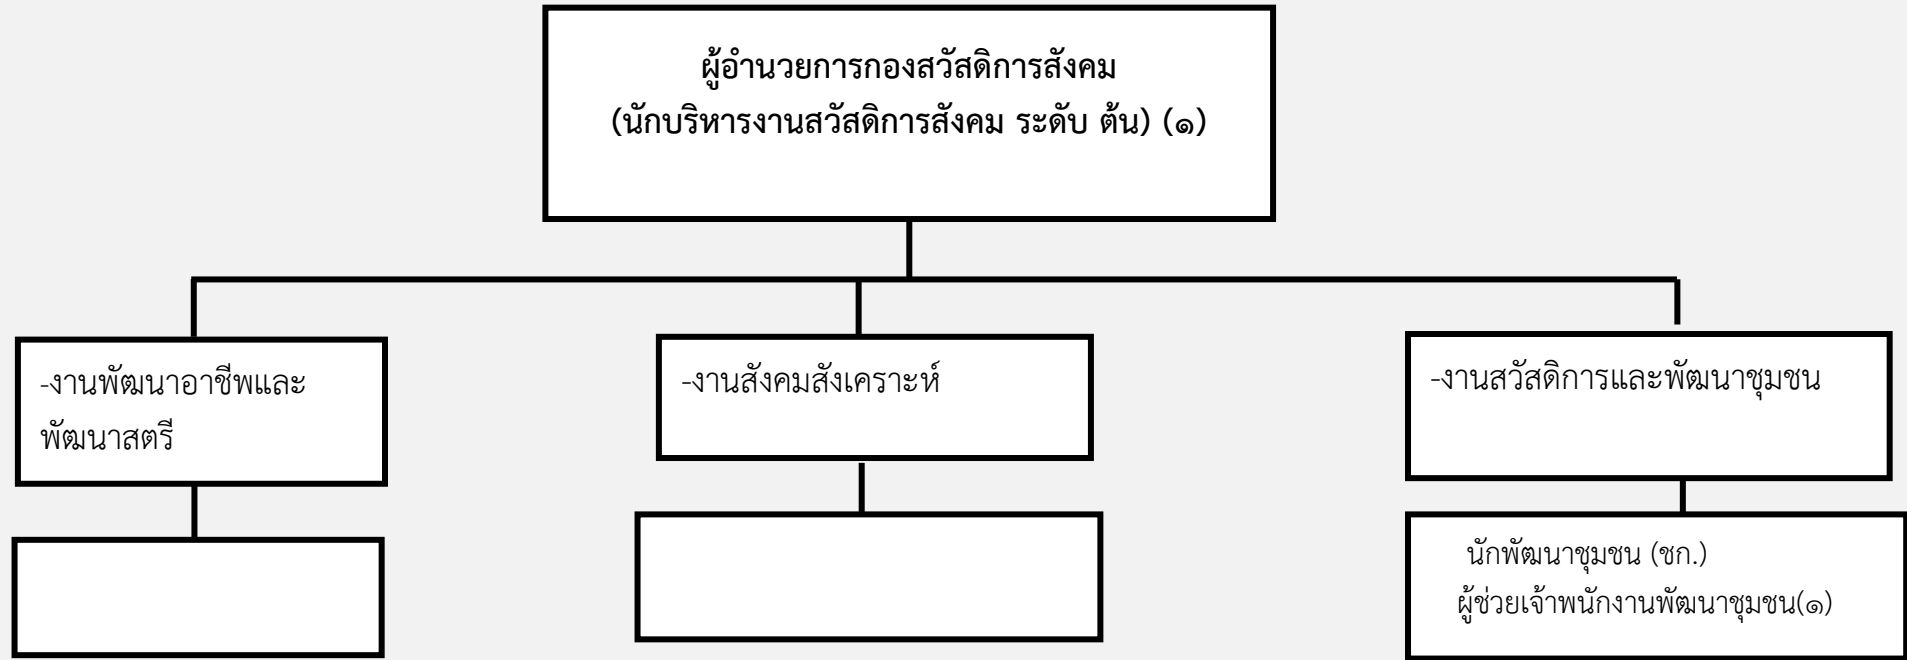 ผู้อำนวยการกองสวัสดิการสังคม
(นักบริหารงานสวัสดิการสังคม ระดับ ต้น) (๑)
-งานพัฒนาอาชีพและ
พัฒนาสตรี
-งานสังคมสังเคราะห์
-งานสวัสดิการและพัฒนาชุมชน
นักพัฒนาชุมชน (ชก.)
ผู้ช่วยเจ้าพนักงานพัฒนาชุมชน(๑)